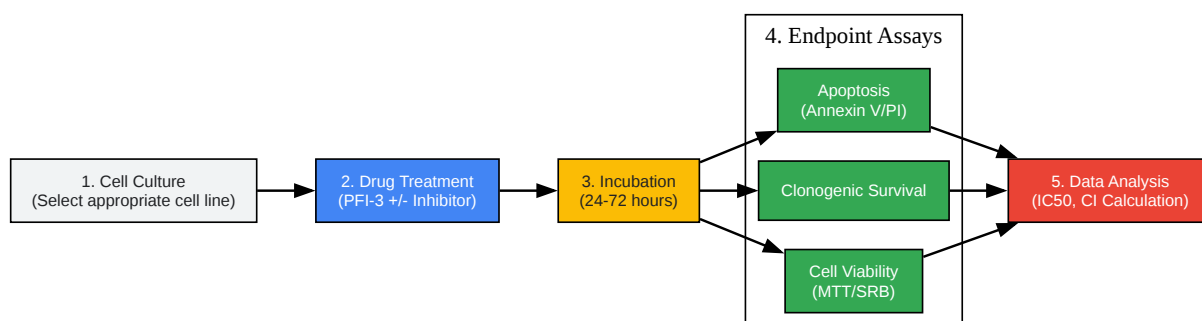 1. Cell Culture
(Select appropriate cell line)
2. Drug Treatment
(PFI-3 +/- Inhibitor)
3. Incubation
(24-72 hours)
4. Endpoint Assays
Apoptosis
(Annexin V/PI)
Clonogenic Survival
Cell Viability
(MTT/SRB)
5. Data Analysis
(IC50, CI Calculation)